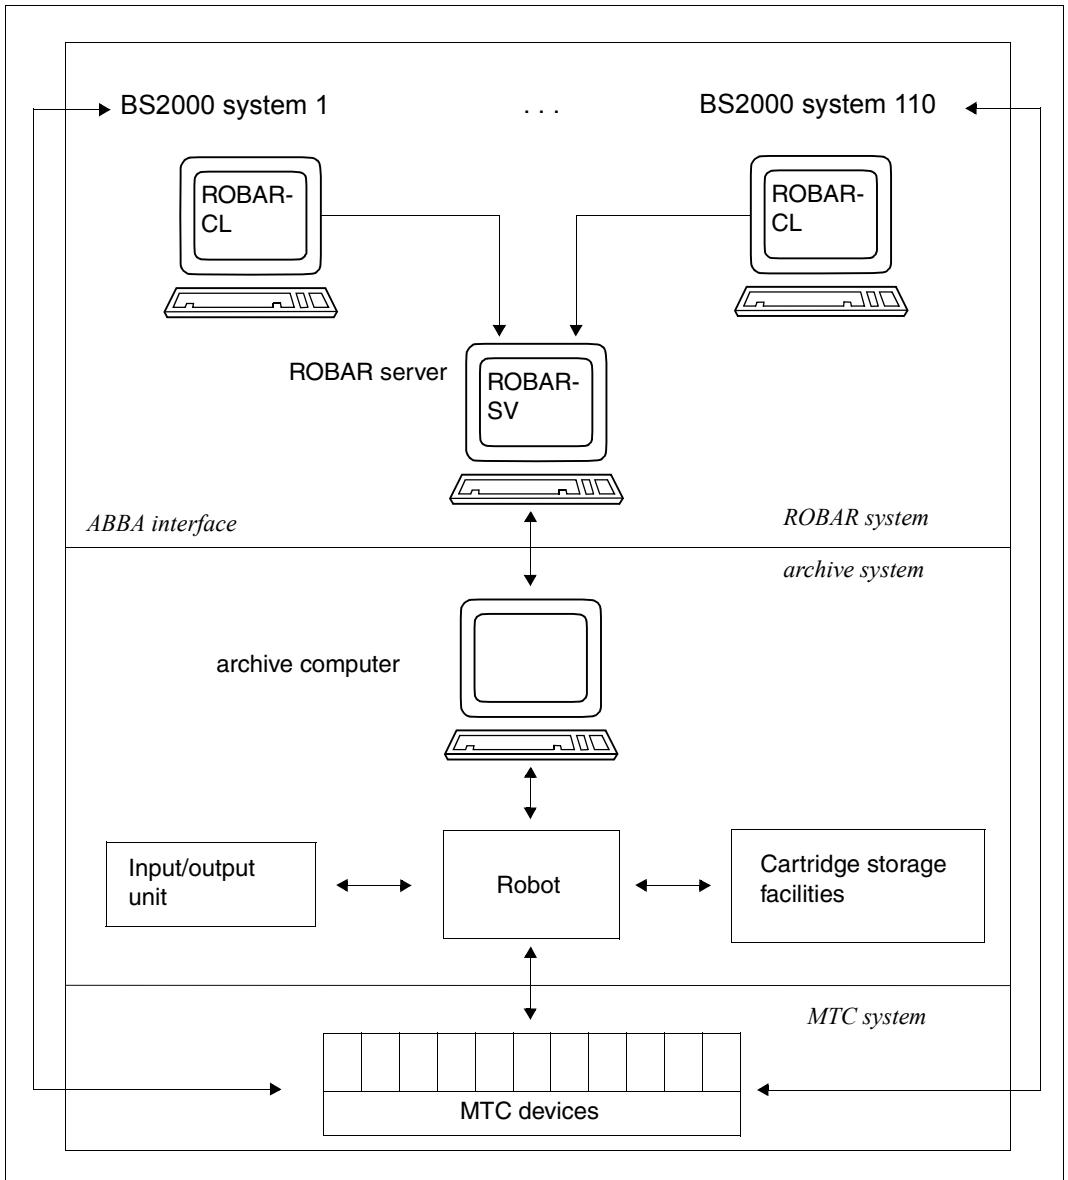 BS2000 system 1
. . .
BS2000 system 110
ROBAR-
CL
ROBAR-
CL
ROBAR server
ROBAR-
SV
ABBA interface
ROBAR system
archive system
archive computer
Input/output
unit
Robot
Cartridge storage
facilities
MTC system
MTC devices